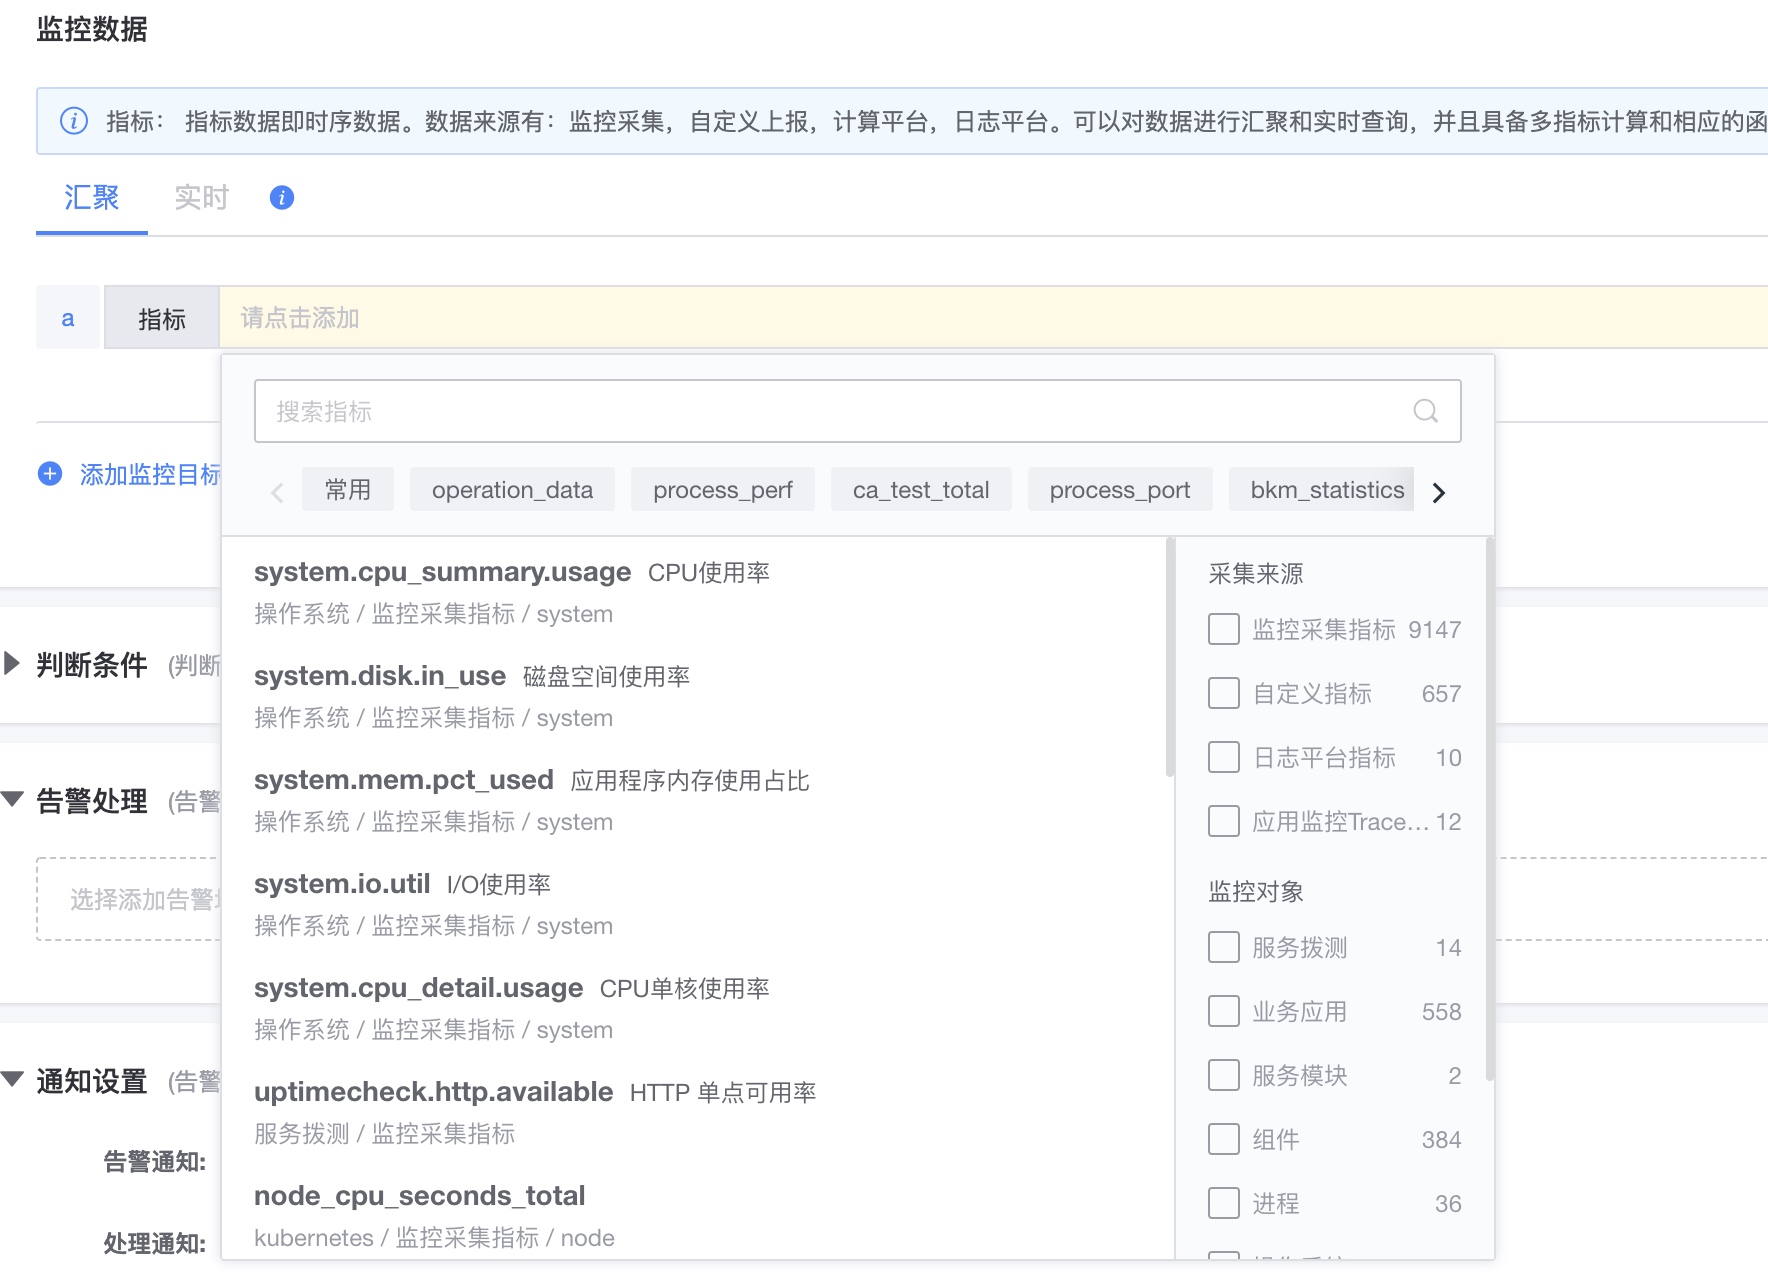 监控数据
指标： 指标数据即时序数据。数据来源有：监控采集，自定义上报，计算平台，日志平台。可以对数据进行汇聚和实时查询，并且具备多指标计算和相应的函
汇聚 实时
a 指标 请点击添加
搜索指标
常用 operation_data process_perf ca_test_total process_port bkm_statistics
添加监控目标
system.cpu_summary.usage CPU使用率
操作系统 / 监控采集指标 / system
system.disk.in_use 磁盘空间使用率
操作系统 / 监控采集指标 / system
system.mem.pct_used 应用程序内存使用占比
操作系统 / 监控采集指标 / system
system.io.util I/O使用率
操作系统 / 监控采集指标 / system
system.cpu_detail.usage CPU单核使用率
操作系统 / 监控采集指标 / system
uptimecheck.http.available HTTP 单点可用率
服务拨测 / 监控采集指标
node_cpu_seconds_total
kubernetes / 监控采集指标 / node
采集来源
监控采集指标 9147
自定义指标 657
日志平台指标 10
应用监控Trace... 12
监控对象
服务拨测 14
业务应用 558
服务模块 2
组件 384
进程 36
判断条件 (判断
告警处理 (告警
选择添加告警
通知设置 (告警
告警通知:
处理通知: